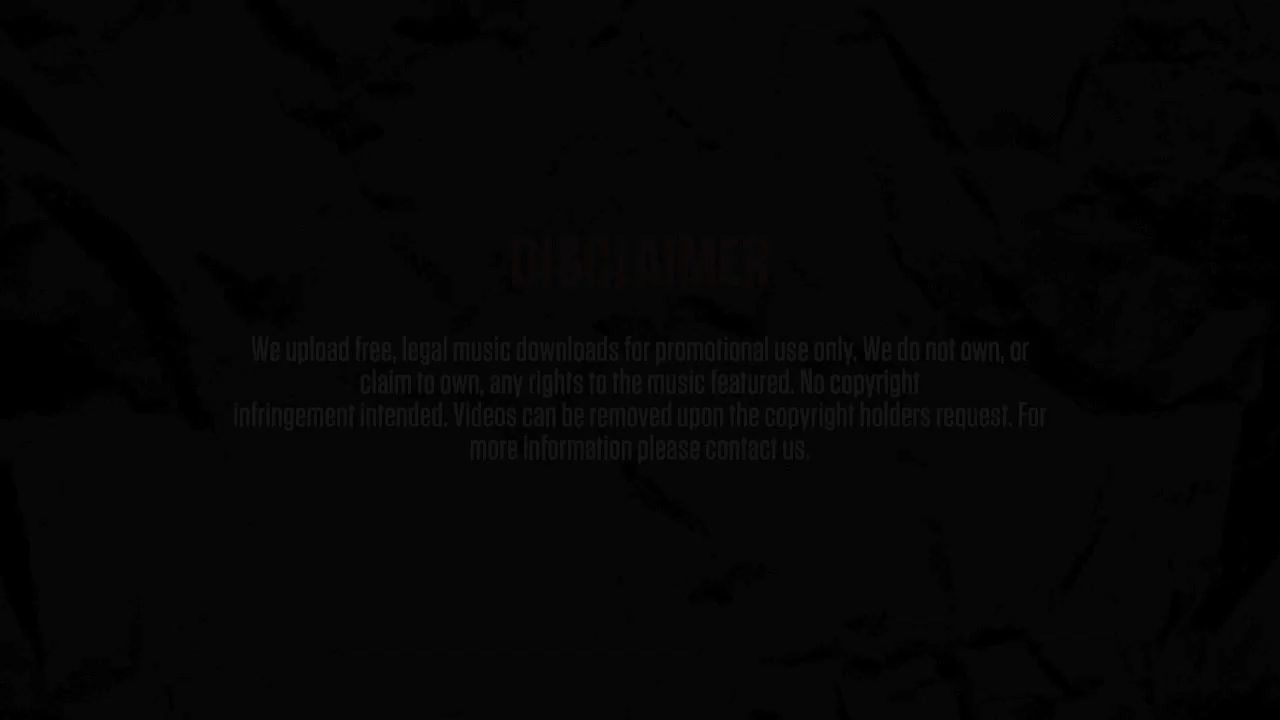 DISCLAIMER
We upload free, legal music downloads for promotional use only. We do not own, or
claim to own, any rights to the music featured. No copyright
infringement intended. Videos can be removed upon the copyright holders request. For
more information please contact us.